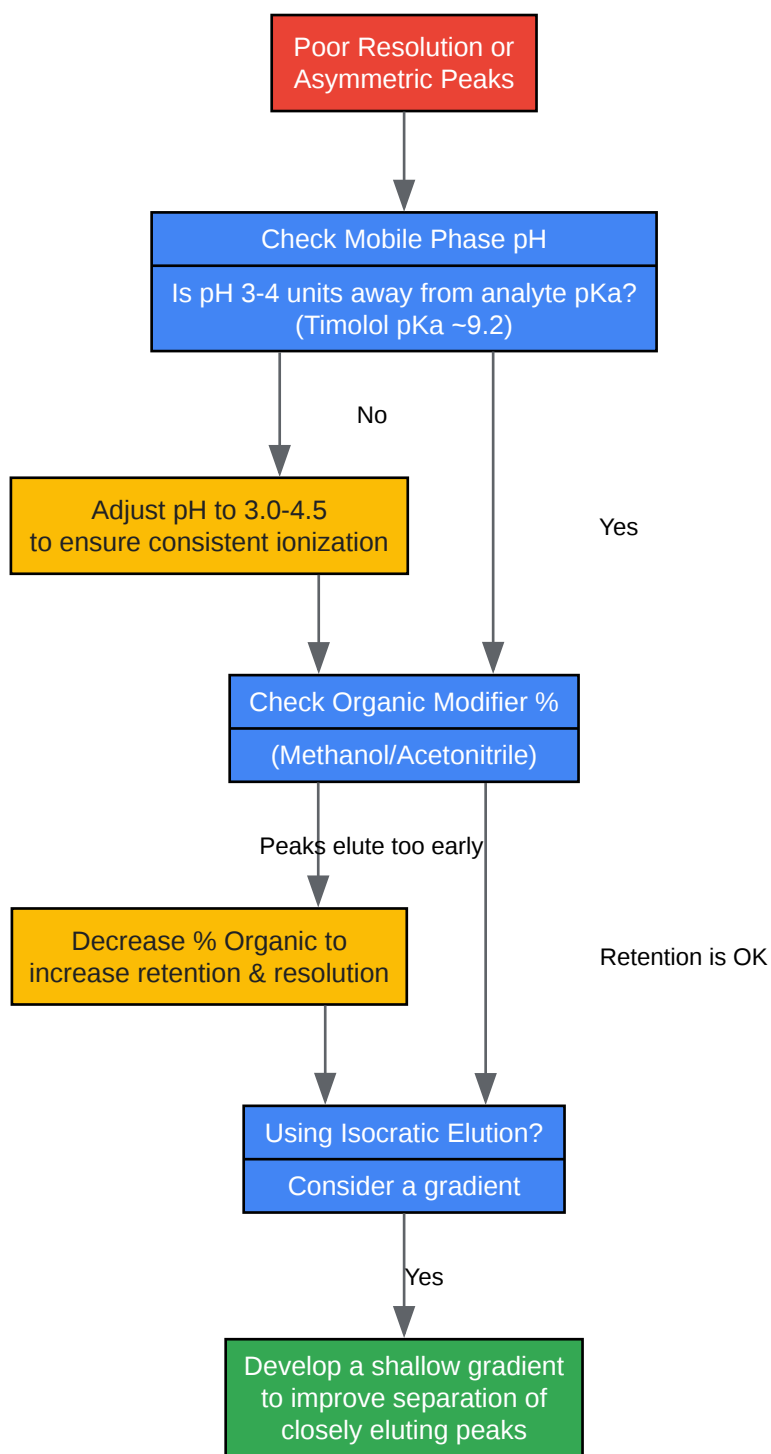 Poor Resolution or
Asymmetric Peaks
Check Mobile Phase pH
Is pH 3-4 units away from analyte pKa?
(Timolol pKa ~9.2)
No
Yes
Adjust pH to 3.0-4.5
to ensure consistent ionization
Check Organic Modifier %
(Methanol/Acetonitrile)
Peaks elute too early
Retention is OK
Decrease % Organic to
increase retention & resolution
Using Isocratic Elution?
Consider a gradient
Yes
Develop a shallow gradient
to improve separation of
closely eluting peaks